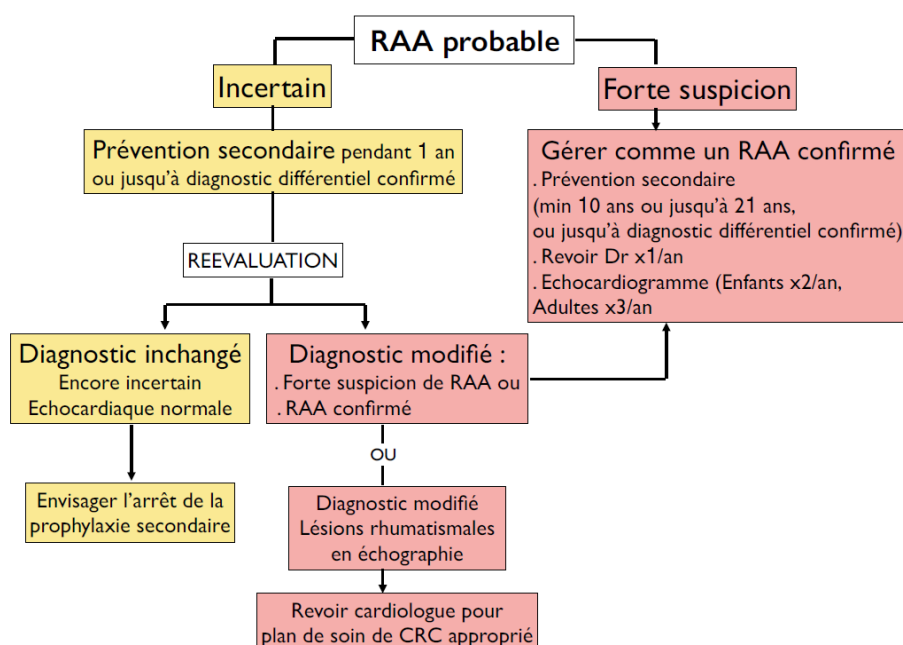 RAA probable
Incertain
Forte suspicion
Prévention secondaire pendant 1 an
ou jusqu'à diagnostic différentiel confirmé
Gérer comme un RAA confirmé
. Prévention secondaire
(min 10 ans ou jusqu'à 21 ans,
ou jusqu'à diagnostic différentiel confirmé)
. Revoir Dr x1/an
. Echocardiogramme (Enfants x2/an,
Adultes x3/an
REEVALUATION
Diagnostic inchangé
Encore incertain
Echocardiaque normale
Diagnostic modifié :
. Forte suspicion de RAA ou
. RAA confirmé
OU
Envisager l'arrêt de la
prophylaxie secondaire
Diagnostic modifié
Lésions rhumatismales
en échographie
Revoir cardiologue pour
plan de soin de CRC approprié